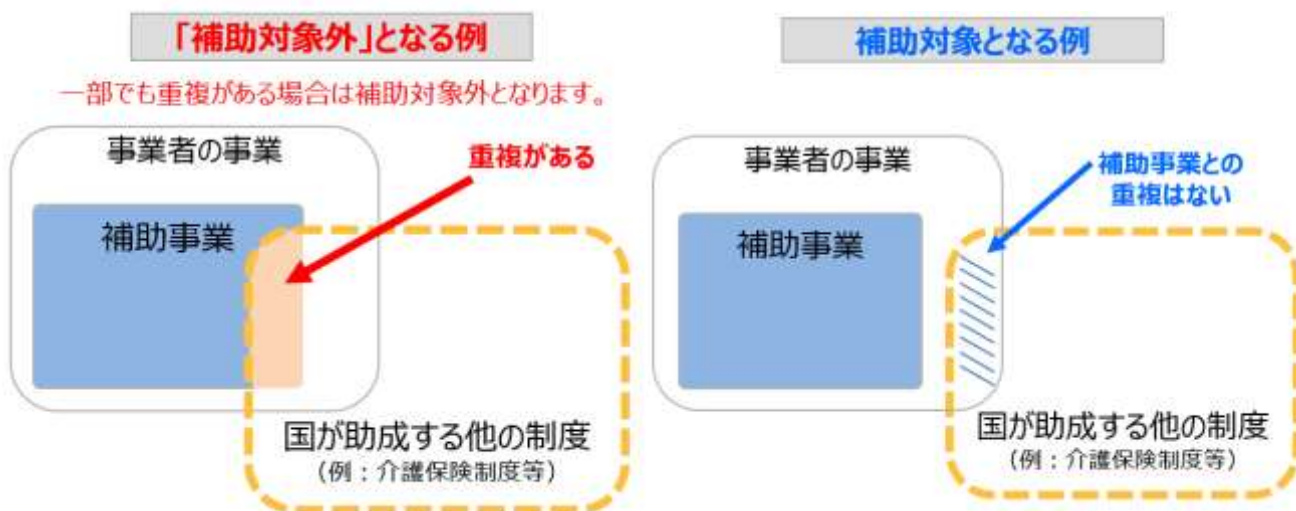 「補助対象外」となる例
一部でも重複がある場合は補助対象外となります。
事業者の事業
重複がある
補助事業
国が助成する他の制度
（例：介護保険制度等）
補助対象となる例
事業者の事業
補助事業との
重複はない
補助事業
国が助成する他の制度
（例：介護保険制度等）